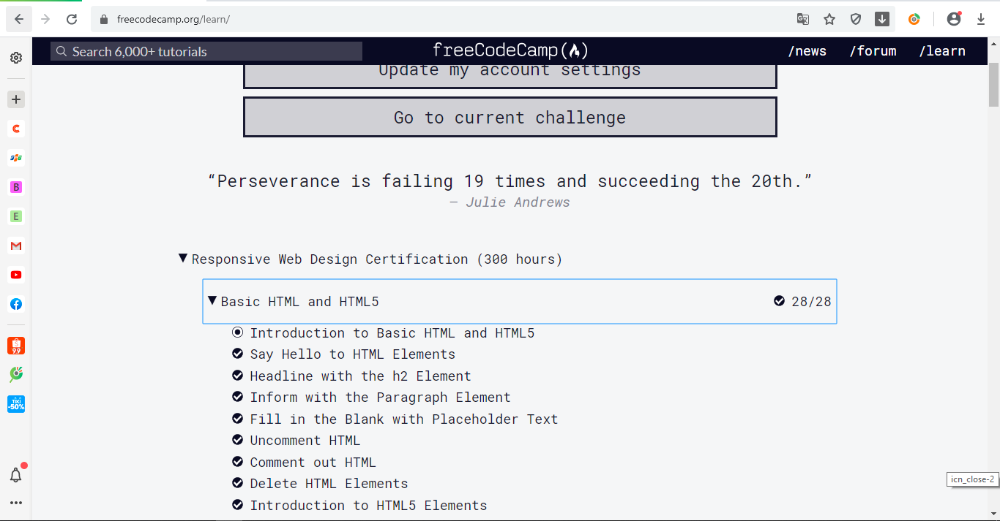 freecodecamp.org/learn/
Search 6,000+ tutorials
freeCodeCamp
/news
/forum
/learn
Update my account settings
Go to current challenge
“Perseverance is failing 19 times and succeeding the 20th.”
— Julie Andrews
Responsive Web Design Certification (300 hours)
Basic HTML and HTML5 28/28
Introduction to Basic HTML and HTML5
Say Hello to HTML Elements
Headline with the h2 Element
Inform with the Paragraph Element
Fill in the Blank with Placeholder Text
Uncomment HTML
Comment out HTML
Delete HTML Elements
Introduction to HTML5 Elements
C
FPT
B
E
S
9.9
TIKI
-50%
icn_close-2